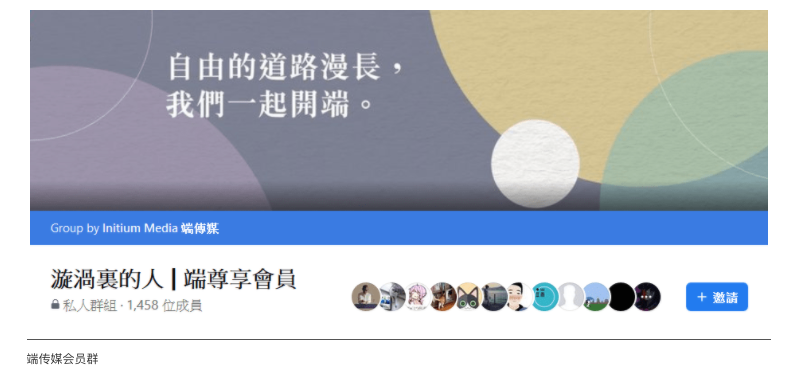 自由的道路漫長，
我們一起開端。
Group by Initium Media 端傳媒
漩渦裏的人 | 端尊享會員
私人群組 · 1,458 位成員
+ 邀請
端传媒会员群